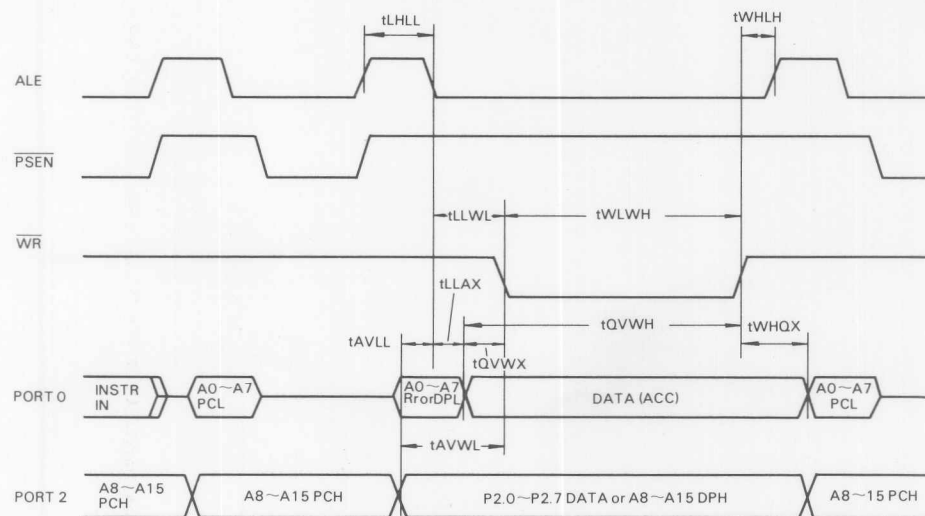 tLHLL
tWHLH
ALE
PSEN
tLLWL
tWLWH
WR
tLLAX
tQVWH
tWHQX
tAVLL
tQVWX
PORT 0
INSTR
IN
A0~A7
PCL
A0~A7
RrorDPL
DATA (ACC)
A0~A7
PCL
tAVWL
PORT 2
A8~A15
PCH
A8~A15 PCH
P2.0~P2.7 DATA or A8~A15 DPH
A8~15 PCH